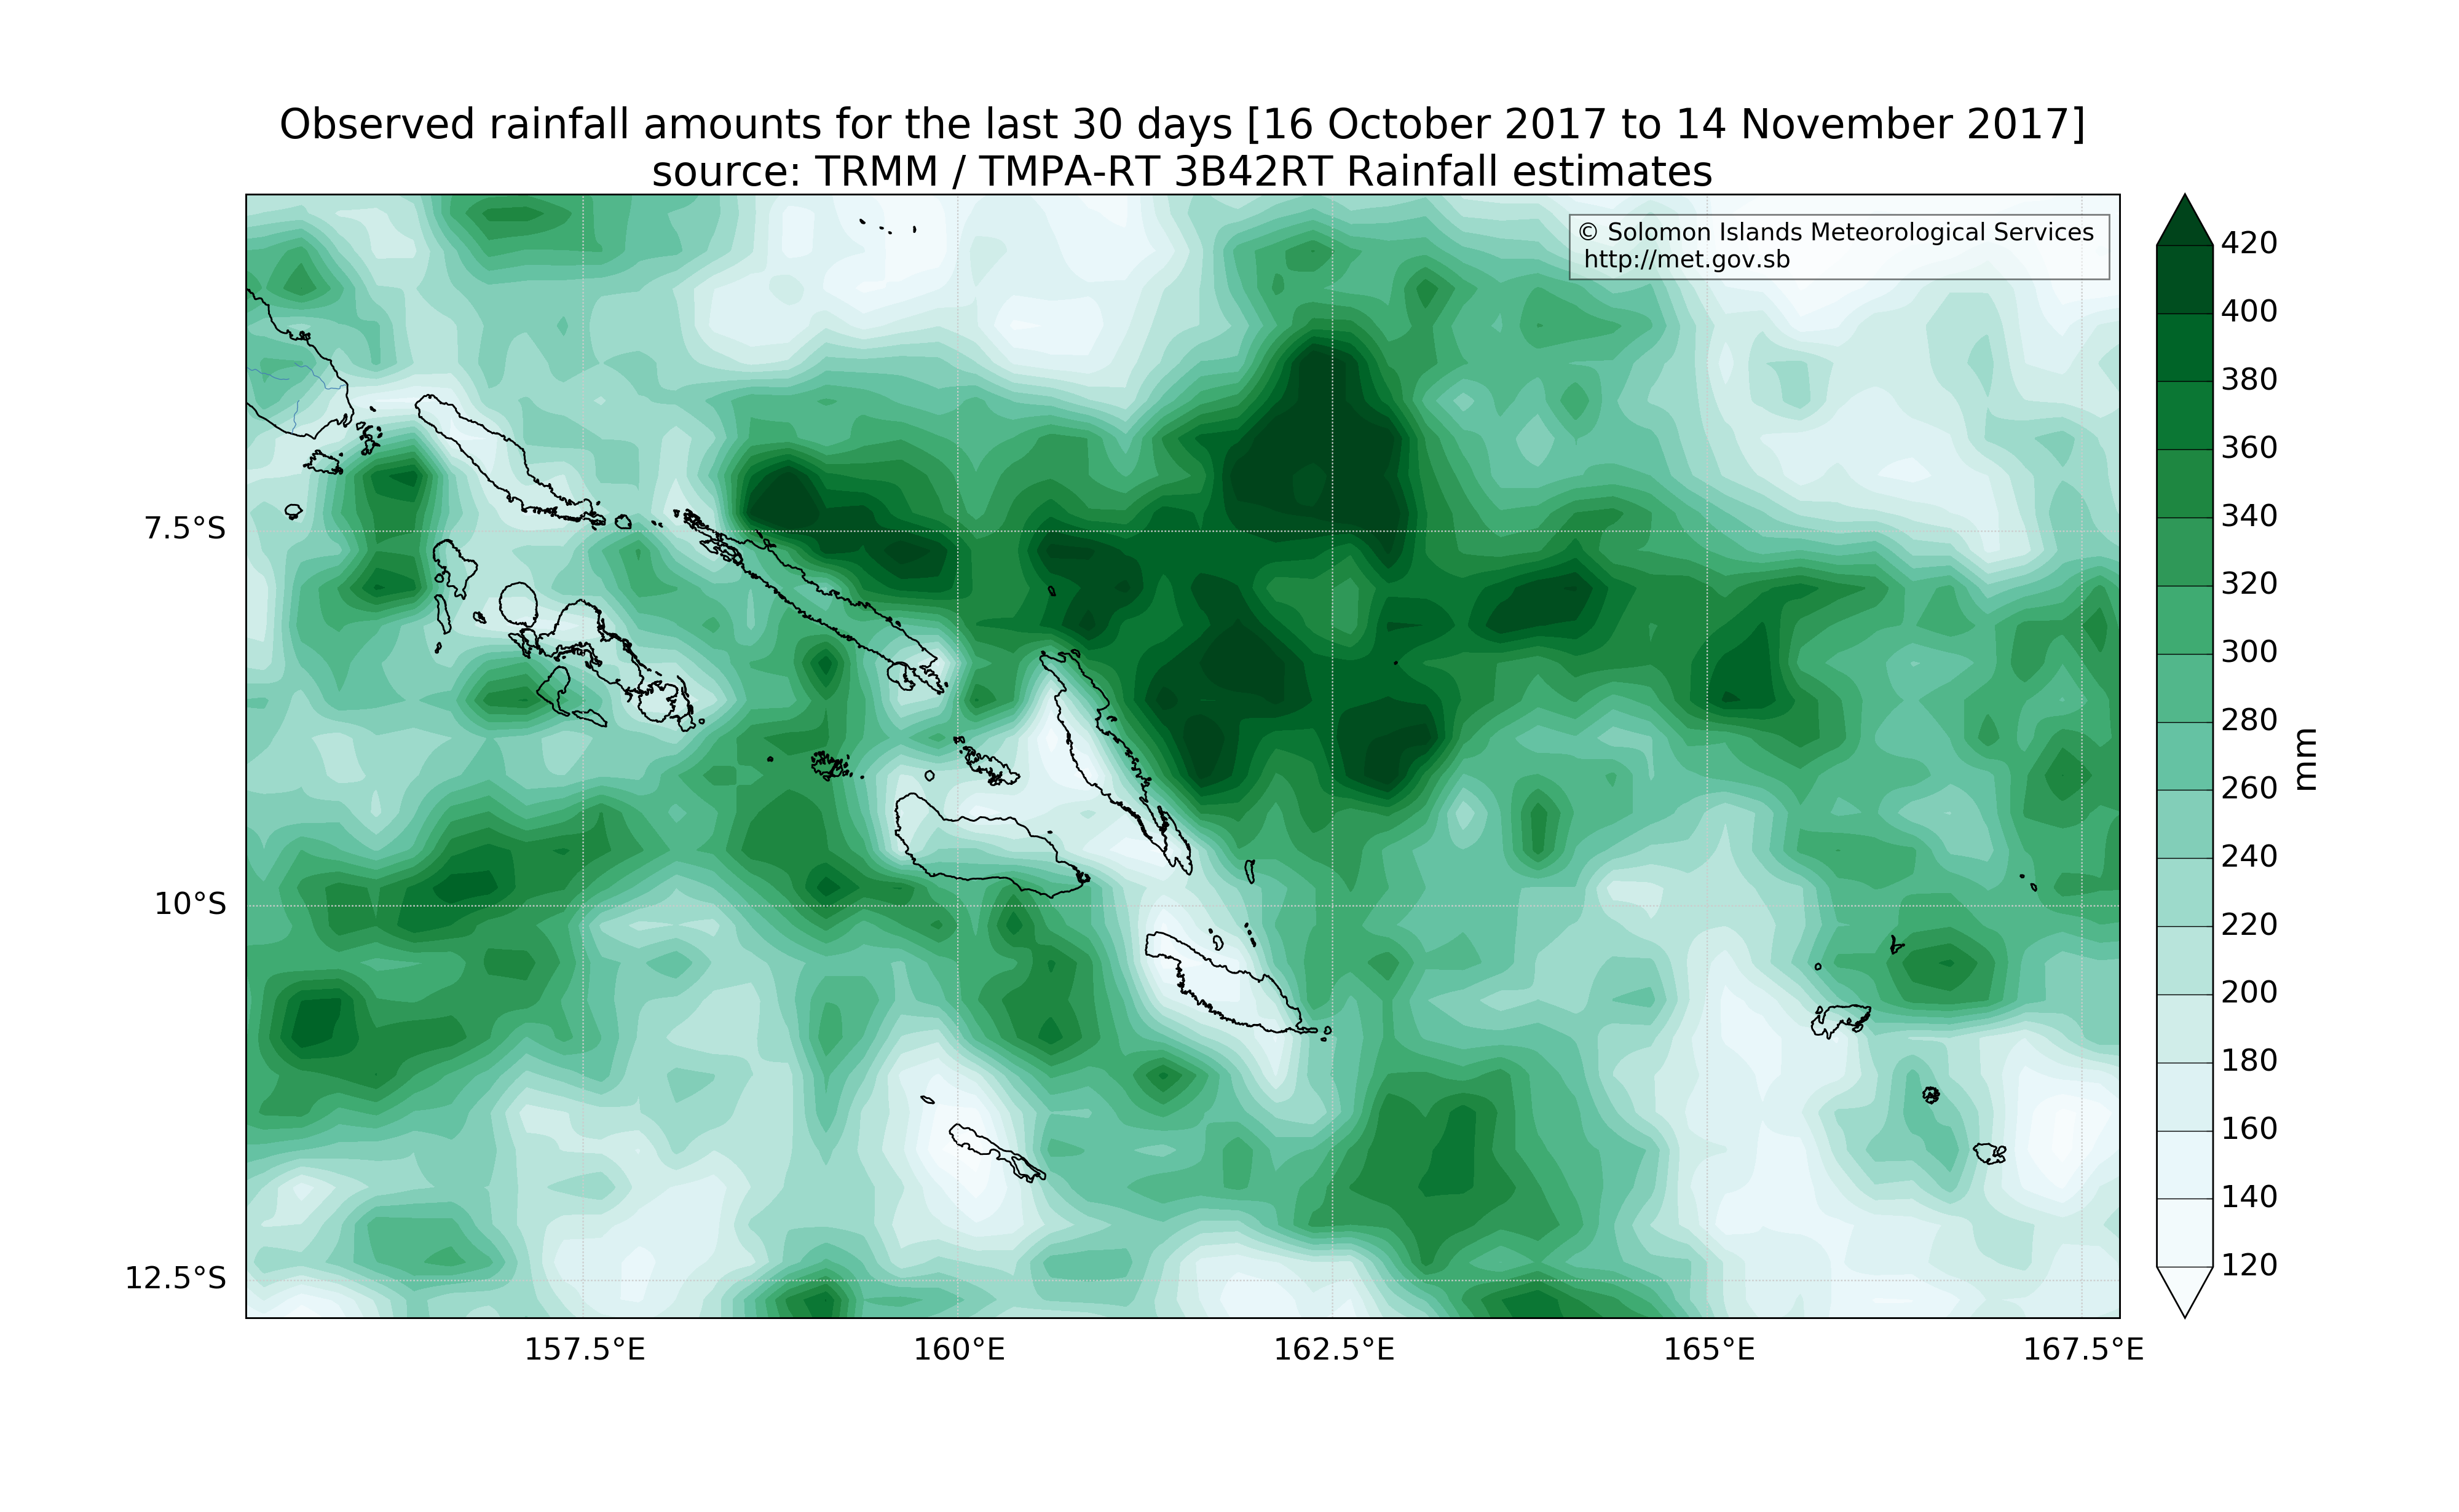 Observed rainfall amounts for the last 30 days [16 October 2017 to 14 November 2017]
source: TRMM / TMPA-RT 3B42RT Rainfall estimates
© Solomon Islands Meteorological Services
http://met.gov.sb
7.5°S
10°S
12.5°S
157.5°E
160°E
162.5°E
165°E
167.5°E
420
400
380
360
340
320
300
280
260
240
220
200
180
160
140
120
mm